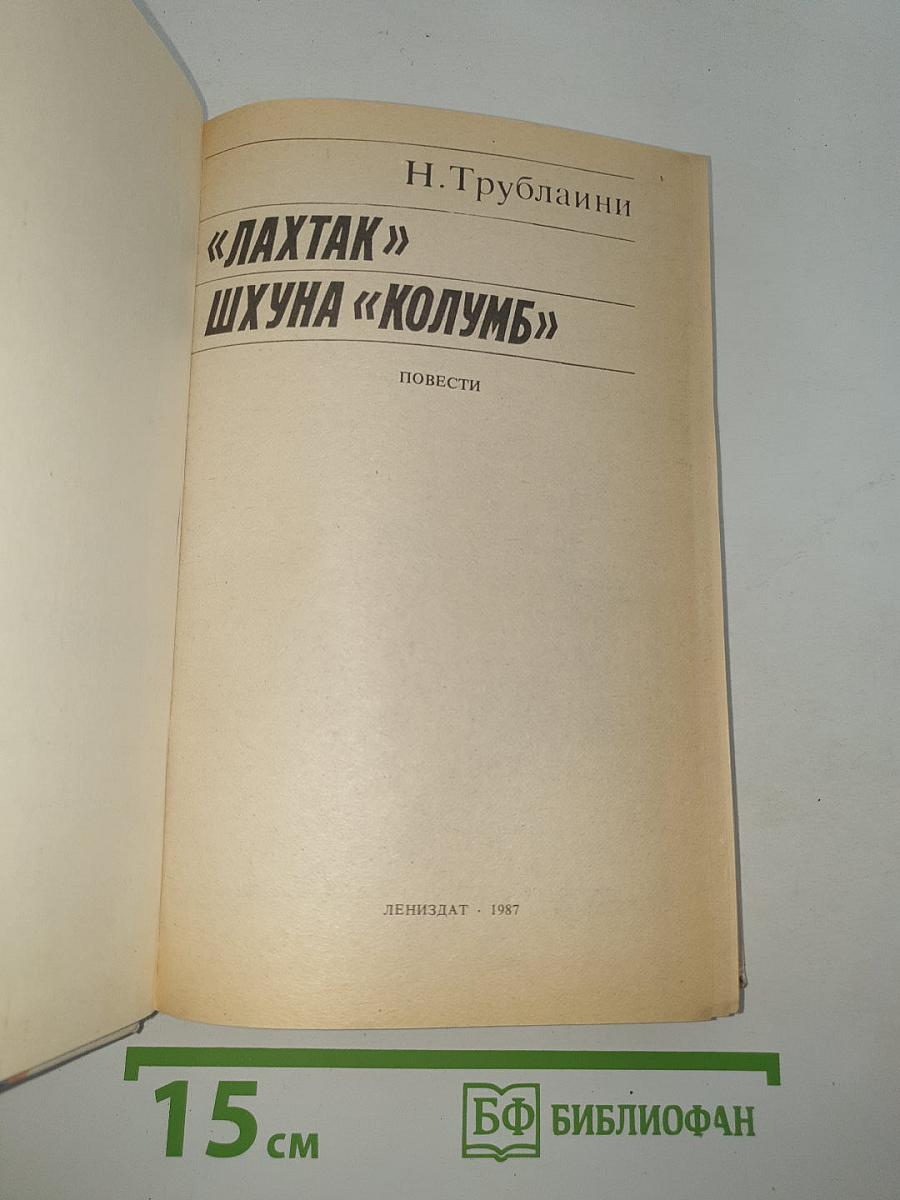 Н. Трублаини
«ЛАХТАК»
ШХУНА «КОЛУМБ»
ПОВЕСТИ
ЛЕНИЗДАТ · 1987
15 см
БФ БИБЛИОФАН